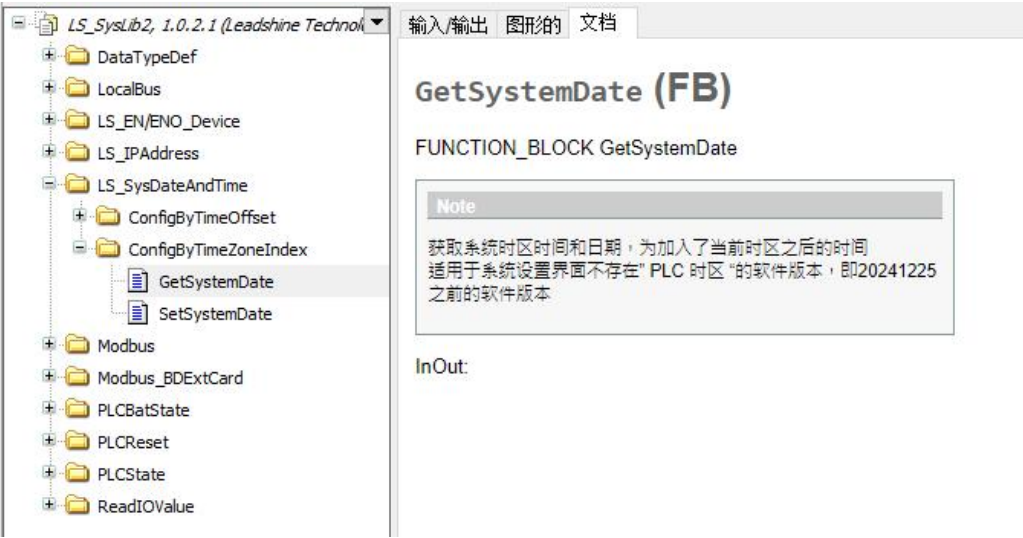 LS_SysLib2, 1.0.2.1 (Leadshine Technol
DataTypeDef
LocalBus
LS_EN/ENO_Device
LS_IPAddress
LS_SysDateAndTime
ConfigByTimeOffset
ConfigByTimeZoneIndex
GetSystemDate
SetSystemDate
Modbus
Modbus_BDExtCard
PLCBatState
PLCReset
PLCState
ReadIOValue
输入/输出 图形的 文档
GetSystemDate (FB)
FUNCTION_BLOCK GetSystemDate
Note
获取系统时区时间和日期，为加入了当前时区之后的时间
适用于系统设置界面不存在” PLC 时区 “的软件版本，即20241225
之前的软件版本
InOut: